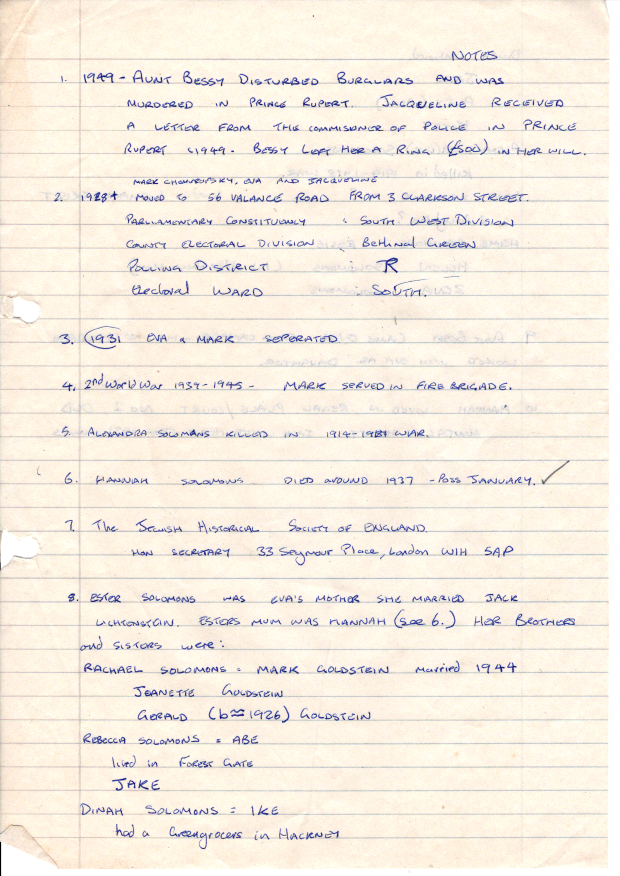 NOTES
1. 1949 - AUNT BESSY DISTURBED BURGLARS AND WAS
MURDERED IN PRINCE RUPERT. JACQUELINE RECEIVED
A LETTER FROM THE COMMISIONER OF POLICE IN PRINCE
RUPERT 1949. BESSY LEFT HER A RING (£500) IN HER WILL.
MARK EVA AND JACQUELINE
2. 1928+ MOVED TO 56 VALANCE ROAD FROM 3 CLARKSON STREET.
PARLIAMENTARY CONSTITUENCY : SOUTH WEST DIVISION
COUNTY ELECTORAL DIVISION : Bethnal Green
POLLING DISTRICT : R
Electoral WARD : SOUTH.
3. 1931 EVA & MARK SEPERATED
4. 2nd World War 1939-1945 - MARK SERVED IN FIRE BRIGADE.
5. ALEXANDRA SOLOMANS KILLED IN 1914- WAR.
6. HANNAH SOLOMONS DIED AROUND 1937 - POSS JANUARY. ✓
7. The JEWISH HISTORICAL SOCIETY OF ENGLAND.
HON SECRETARY 33 Seymour Place, London W1H 5AP
8. ESTER SOLOMONS WAS EVA'S MOTHER SHE MARRIED JACK
LICHTENSTEIN. ESTERS MUM WAS HANNAH (see 6.) HER BROTHERS
and sisters were:
RACHAEL SOLOMONS = MARK GOLDSTEIN married 1944
JEANETTE GOLDSTEIN
GERALD (b≈1926) GOLDSTEIN
REBECCA SOLOMONS = ABE
lived in FOREST GATE
JAKE
DINAH SOLOMONS = IKE
had a Greengrocers in HACKNEY